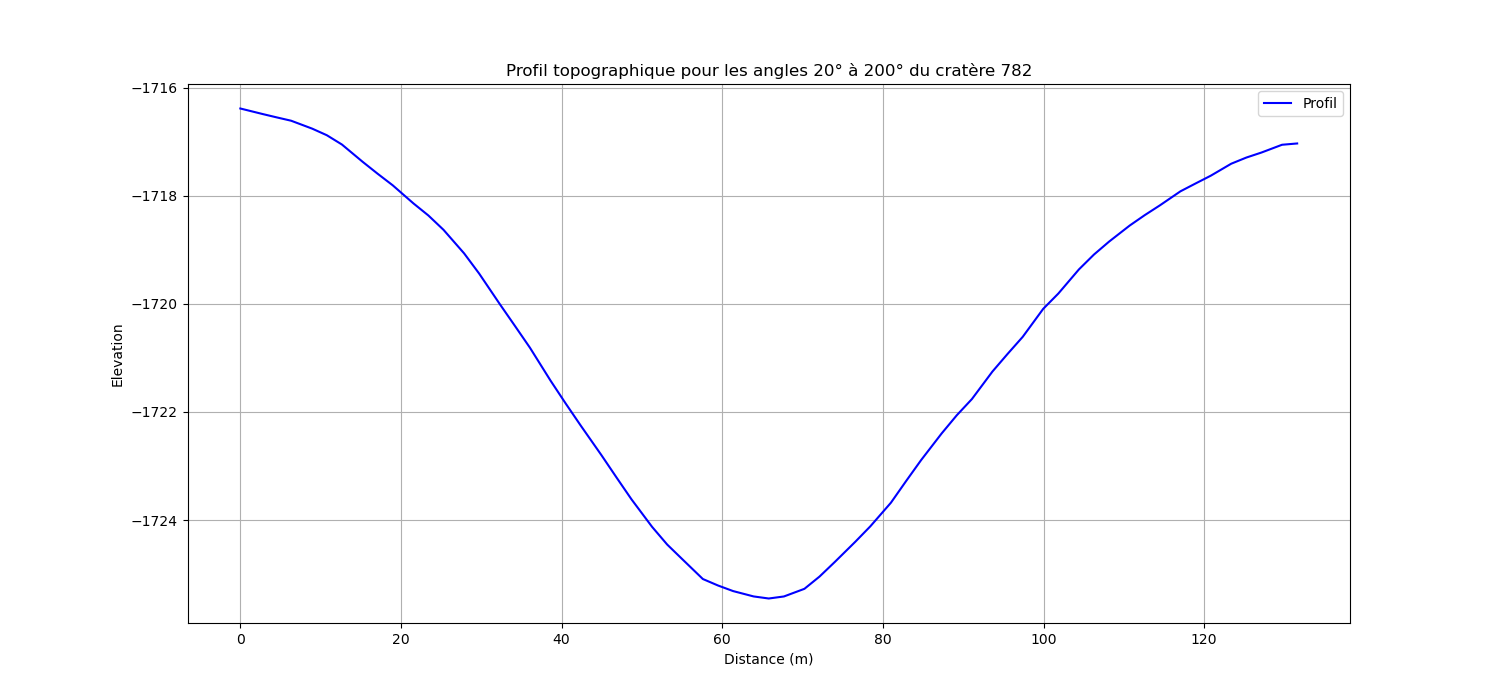 Profil topographique pour les angles 20° à 200° du cratère 782
Profil
−1716
−1718
−1720
−1722
−1724
Elevation
0 20 40 60 80 100 120
Distance (m)